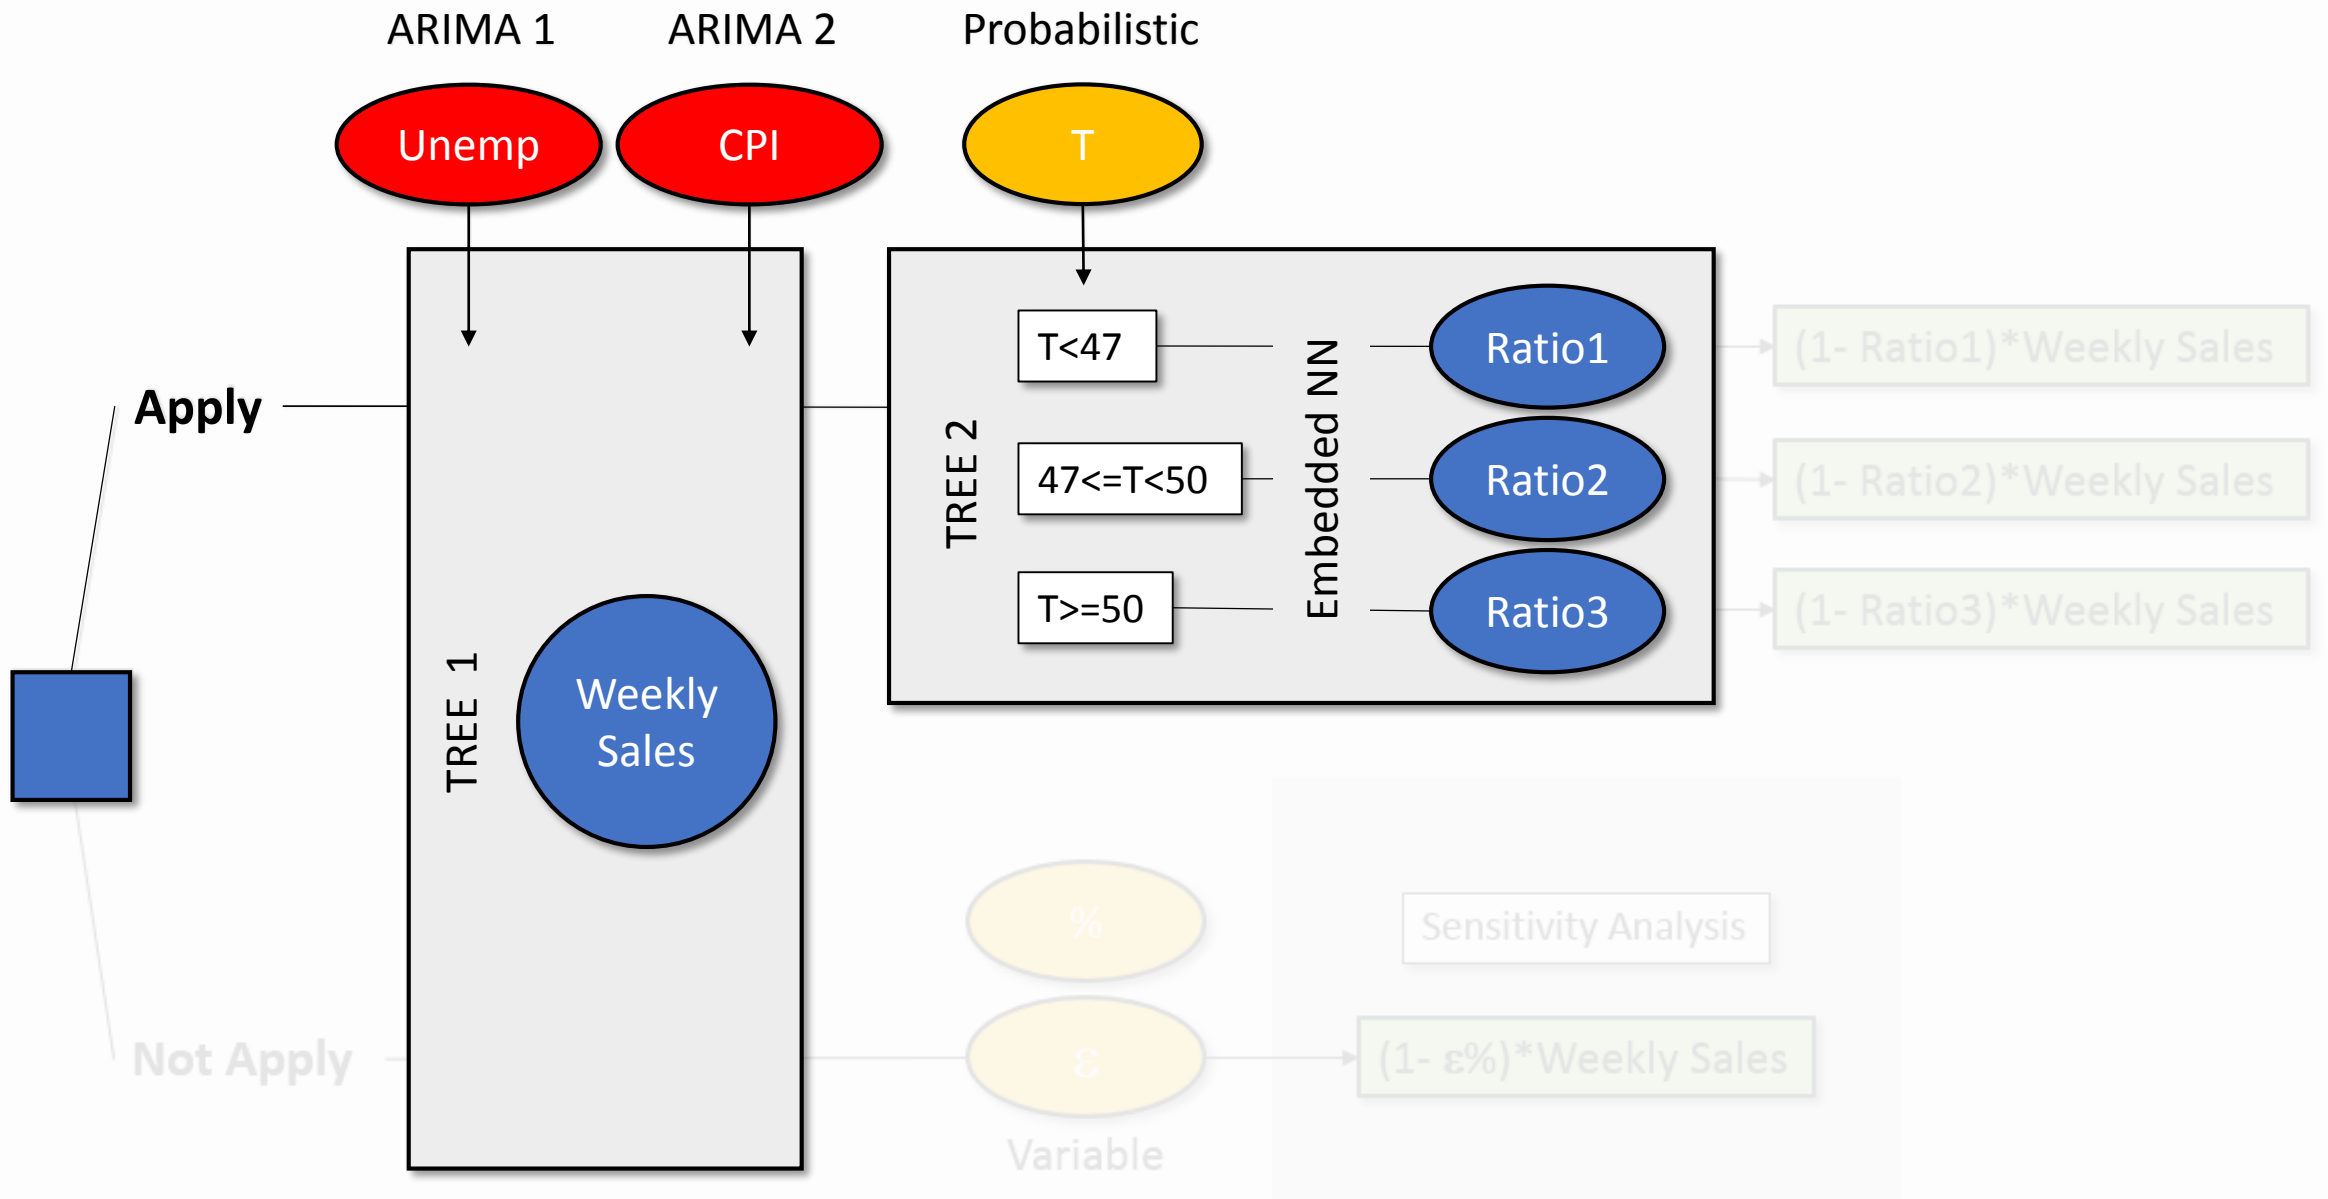 ARIMA 1
ARIMA 2
Probabilistic
Unemp
CPI
T
Apply
TREE 1
Weekly
Sales
TREE 2
T<47
47<=T<50
T>=50
Embedded NN
Ratio1
Ratio2
Ratio3
(1- Ratio1)*Weekly Sales
(1- Ratio2)*Weekly Sales
(1- Ratio3)*Weekly Sales
Not Apply
%
ε
Variable
Sensitivity Analysis
(1- ε%)*Weekly Sales